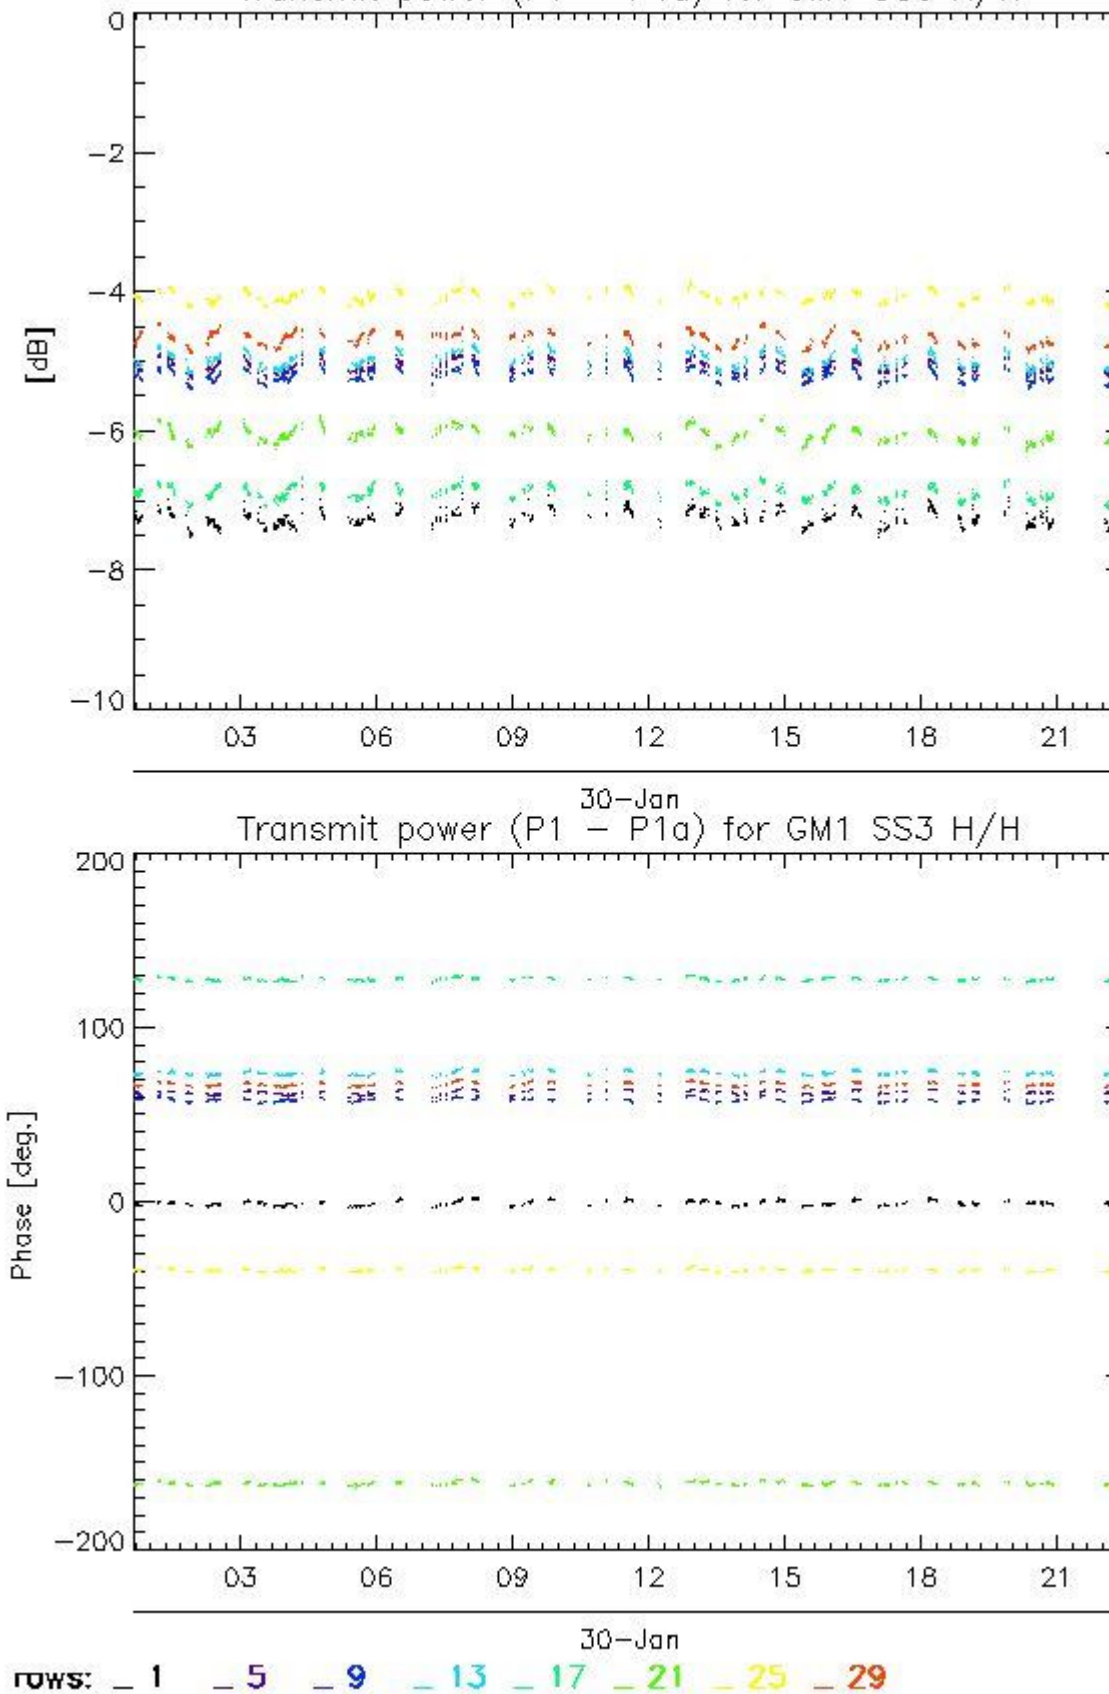 0
-2
-4
[dB]
-6
-8
-10
03 06 09 12 15 18 21
30-Jan
Transmit power (P1 - P1a) for GM1 SS3 H/H
200
100
Phase [deg.]
0
-100
-200
03 06 09 12 15 18 21
30-Jan
rows: _ 1 _ 5 _ 9 _ 13 _ 17 _ 21 _ 25 _ 29